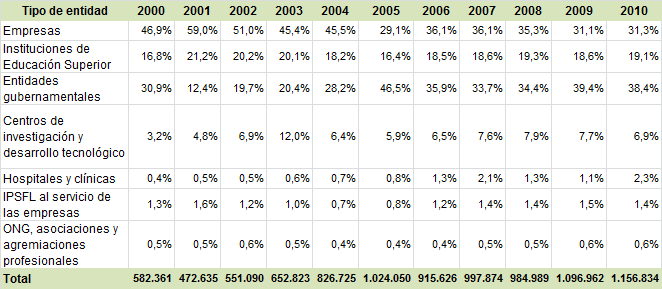 Tipo de entidad 2000 2001 2002 2003 2004 2005 2006 2007 2008 2009 2010
Empresas 46,9% 59,0% 51,0% 45,4% 45,5% 29,1% 36,1% 36,1% 35,3% 31,1% 31,3%
Instituciones de
Educación Superior 16,8% 21,2% 20,2% 20,1% 18,2% 16,4% 18,5% 18,6% 19,3% 18,6% 19,1%
Entidades
gubernamentales 30,9% 12,4% 19,7% 20,4% 28,2% 46,5% 35,9% 33,7% 34,4% 39,4% 38,4%
Centros de
investigación y
desarrollo tecnológico 3,2% 4,8% 6,9% 12,0% 6,4% 5,9% 6,5% 7,6% 7,9% 7,7% 6,9%
Hospitales y clínicas 0,4% 0,5% 0,5% 0,6% 0,7% 0,8% 1,3% 2,1% 1,3% 1,1% 2,3%
IPSFL al servicio de
las empresas 1,3% 1,6% 1,2% 1,0% 0,7% 0,8% 1,2% 1,4% 1,4% 1,5% 1,4%
ONG, asociaciones y
agremiaciones
profesionales 0,5% 0,5% 0,6% 0,5% 0,4% 0,4% 0,4% 0,5% 0,5% 0,6% 0,6%
Total 582.361 472.635 551.090 652.823 826.725 1.024.050 915.626 997.874 984.989 1.096.962 1.156.834